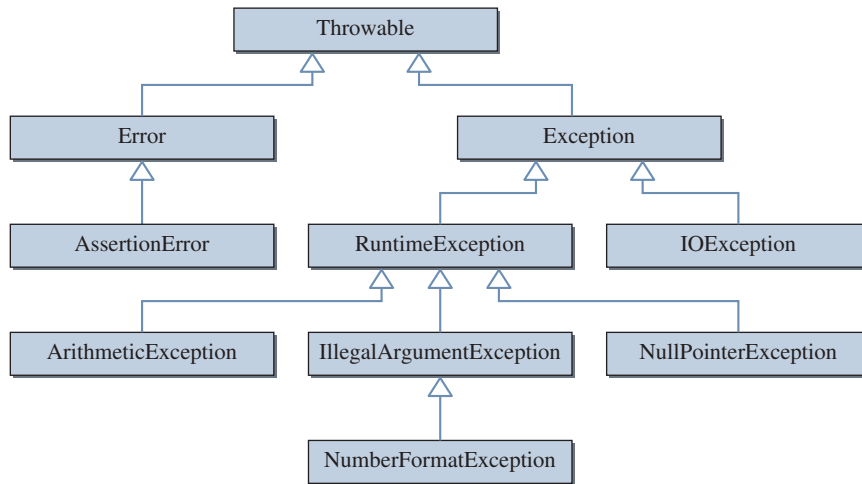 Throwable
Error
Exception
AssertionError
RuntimeException
IOException
ArithmeticException
IllegalArgumentException
NullPointerException
NumberFormatException